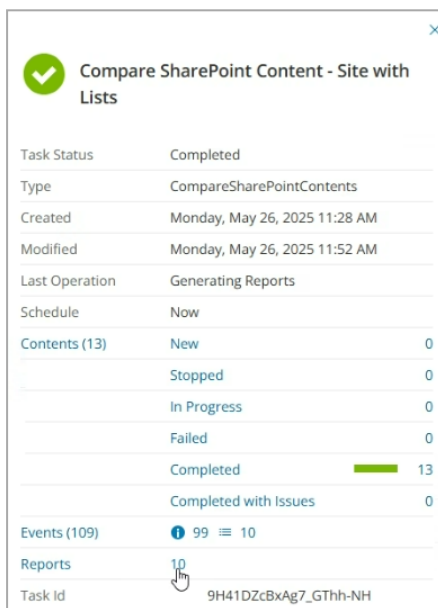 Compare SharePoint Content - Site with
Lists
Task Status Completed
Type CompareSharePointContents
Created Monday, May 26, 2025 11:28 AM
Modified Monday, May 26, 2025 11:52 AM
Last Operation Generating Reports
Schedule Now
Contents (13) New 0
Stopped 0
In Progress 0
Failed 0
Completed 13
Completed with Issues 0
Events (109) 99 10
Reports 10
Task Id 9H41DZcBxAg7_GThh-NH